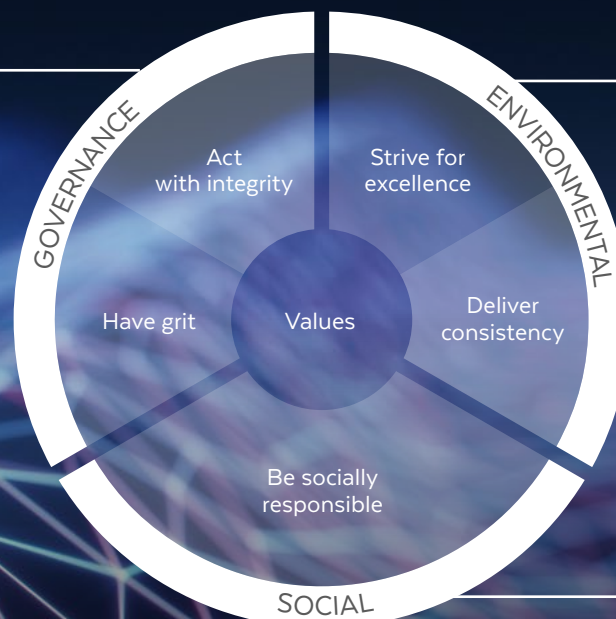 GOVERNANCE
ENVIRONMENTAL
Act
with integrity
Strive for
excellence
Have grit
Values
Deliver
consistency
Be socially
responsible
SOCIAL